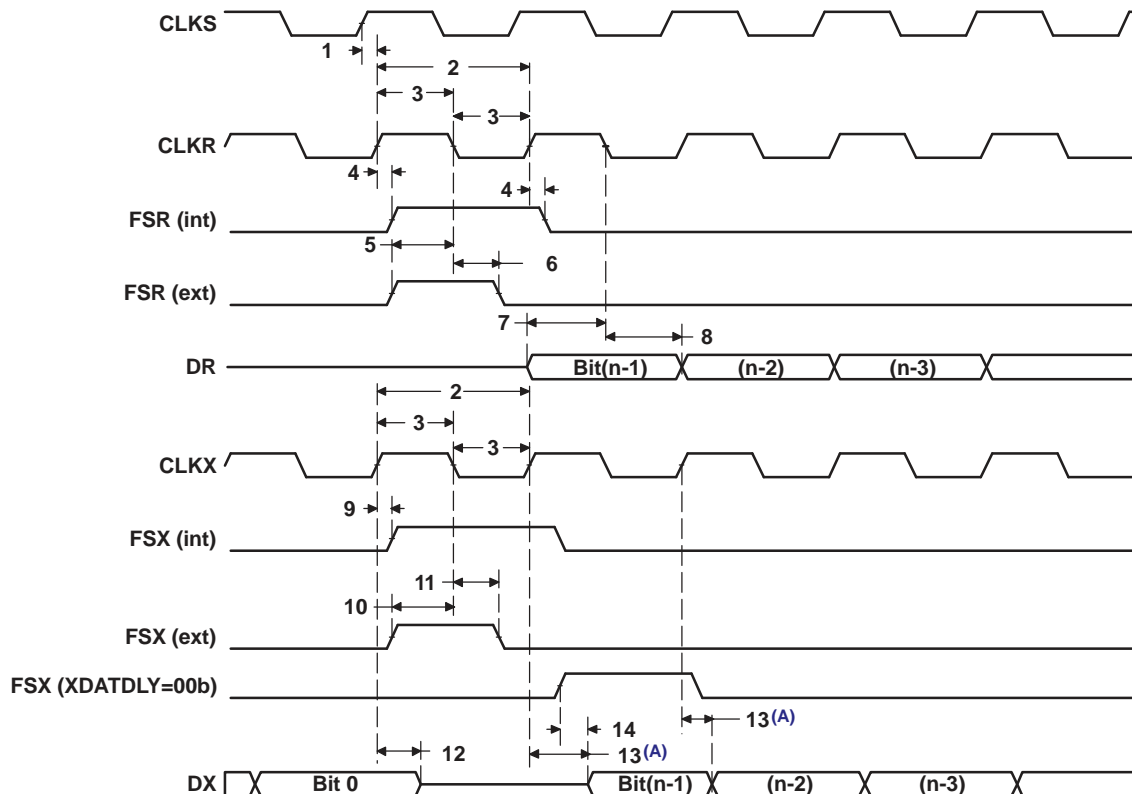 CLKS
1
2
3
3
CLKR
4
4
FSR (int)
5
6
FSR (ext)
7
8
DR
Bit(n-1)
(n-2)
(n-3)
2
3
3
CLKX
9
FSX (int)
11
10
FSX (ext)
FSX (XDATDLY=00b)
14
13(A)
12
13(A)
DX
Bit 0
Bit(n-1)
(n-2)
(n-3)